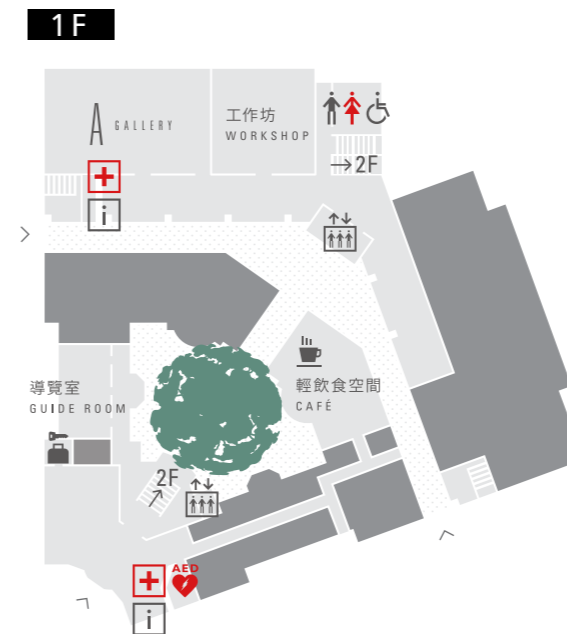 1F
A GALLERY
工作坊
WORKSHOP
→2F
i
導覽室
GUIDE ROOM
輕飲食空間
CAFÉ
2F
AED
i